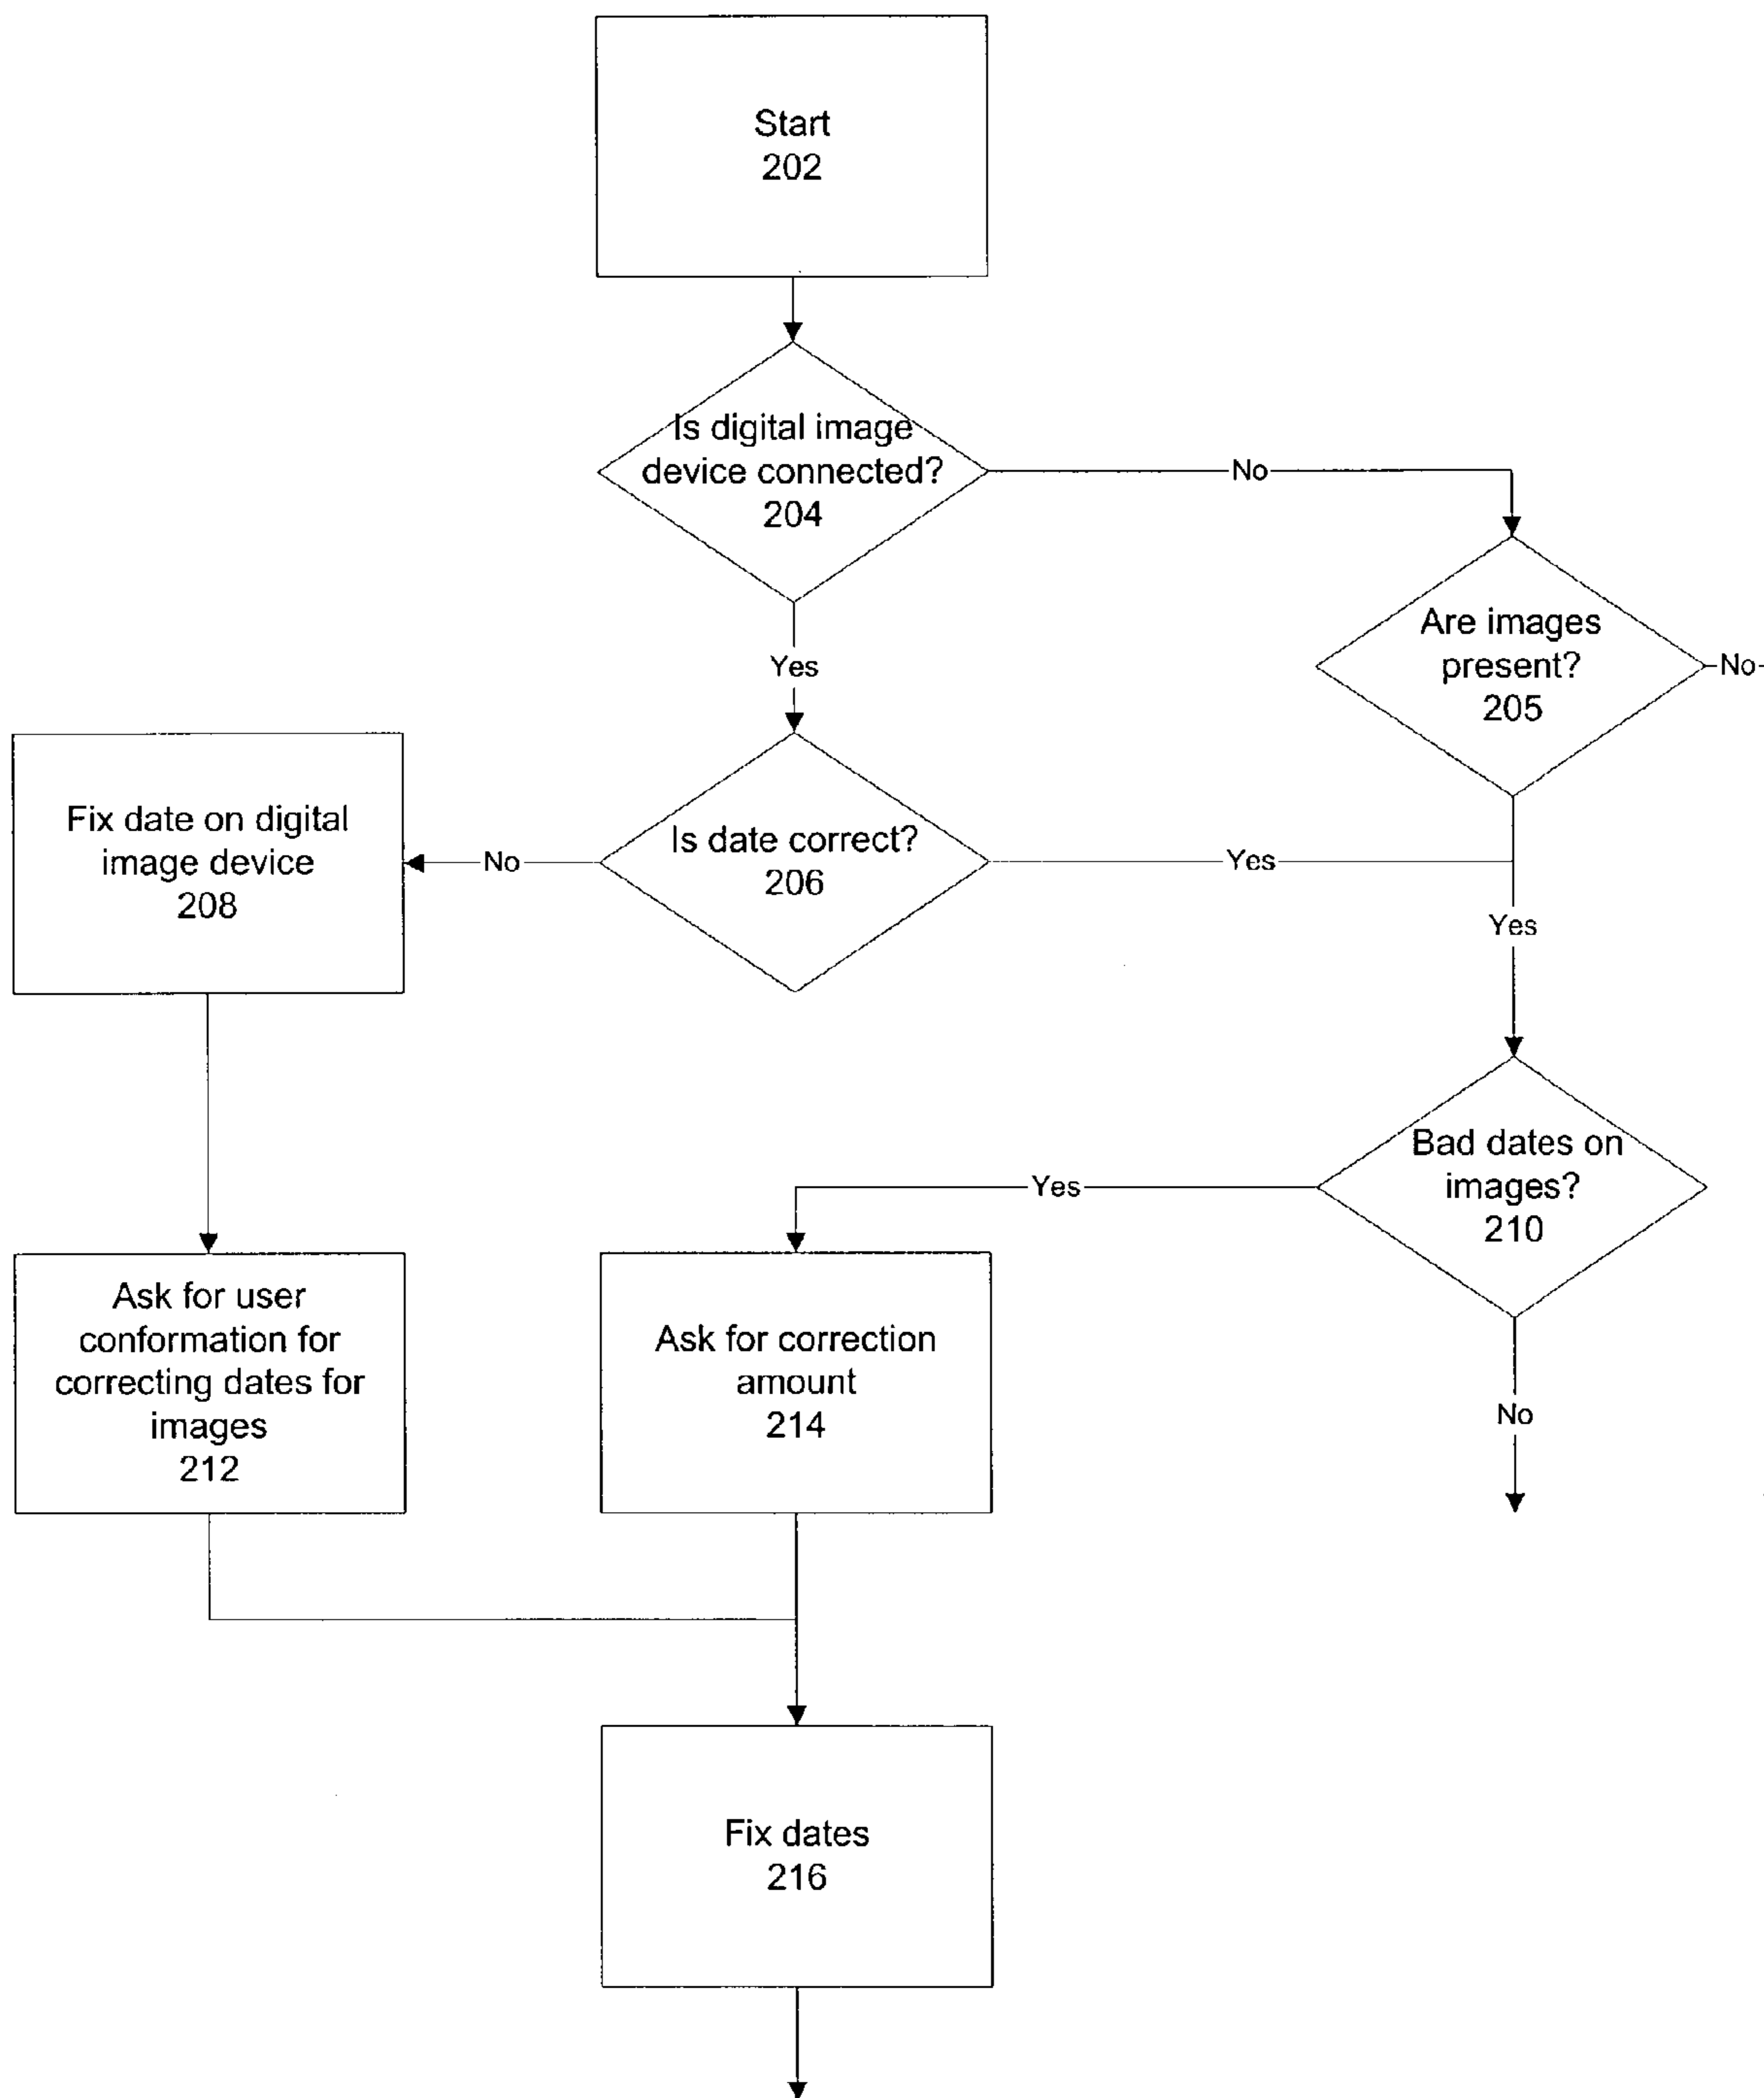 Start
202
Is digital image
device connected?
204
No
Are images
present?
205
No
Yes
Fix date on digital
image device
208
No
Is date correct?
206
Yes
Yes
Bad dates on
images?
210
Yes
Ask for user
conformation for
correcting dates for
images
212
Ask for correction
amount
214
No
Fix dates
216